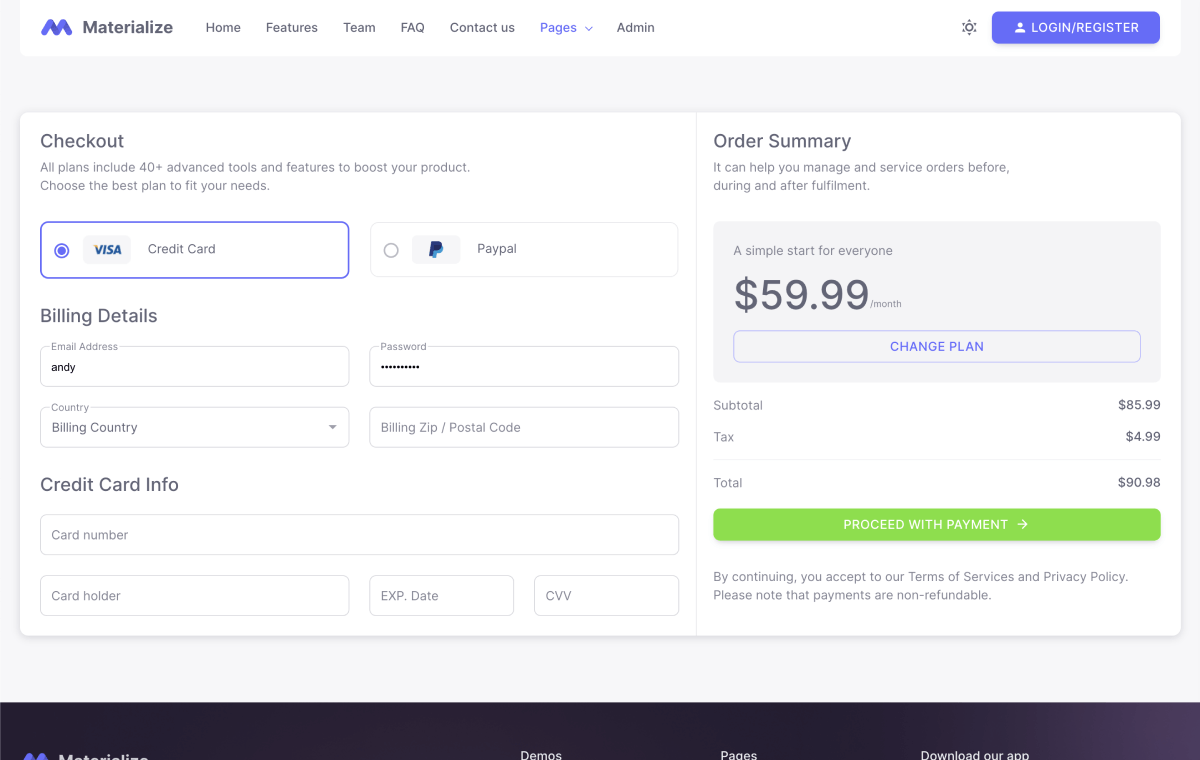 Materialize
Home
Features
Team
FAQ
Contact us
Pages
Admin
LOGIN/REGISTER
Checkout
All plans include 40+ advanced tools and features to boost your product.
Choose the best plan to fit your needs.
VISA
Credit Card
Paypal
Billing Details
Email Address
andy
Password
••••••••••
Country
Billing Country
Billing Zip / Postal Code
Credit Card Info
Card number
Card holder
EXP. Date
CVV
Order Summary
It can help you manage and service orders before,
during and after fulfilment.
A simple start for everyone
$59.99/month
CHANGE PLAN
Subtotal $85.99
Tax $4.99
Total $90.98
PROCEED WITH PAYMENT
By continuing, you accept to our Terms of Services and Privacy Policy.
Please note that payments are non-refundable.
Materialize
Demos
Pages
Download our app